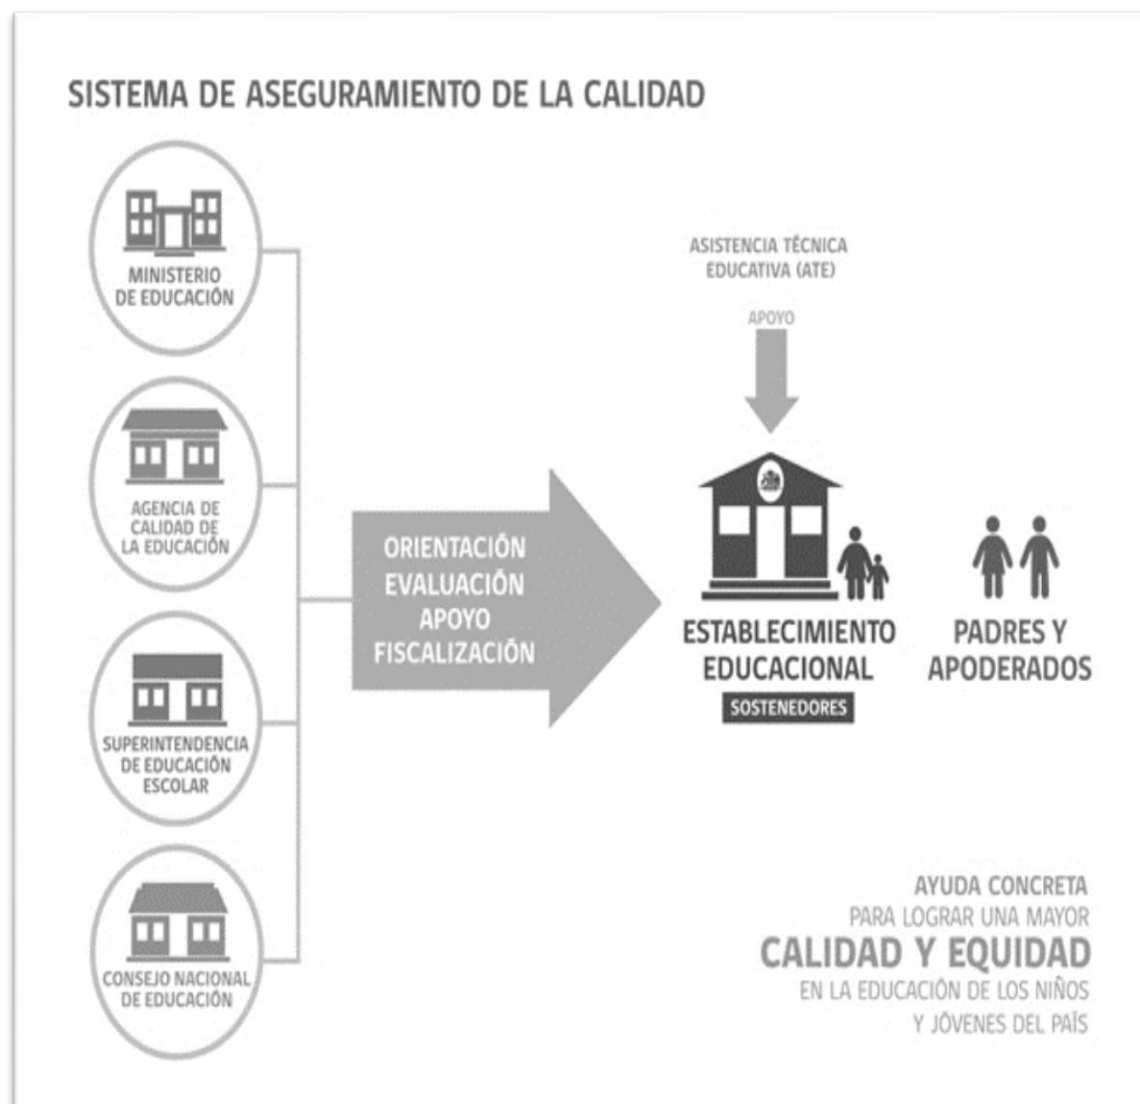 SISTEMA DE ASEGURAMIENTO DE LA CALIDAD
MINISTERIO
DE EDUCACIÓN
AGENCIA DE
CALIDAD DE
LA EDUCACIÓN
SUPERINTENDENCIA
DE EDUCACIÓN
ESCOLAR
CONSEJO NACIONAL
DE EDUCACIÓN
ORIENTACIÓN
EVALUACIÓN
APOYO
FISCALIZACIÓN
ASISTENCIA TÉCNICA
EDUCATIVA (ATE)
APOYO
ESTABLECIMIENTO
EDUCACIONAL
SOSTENEDORES
PADRES Y
APODERADOS
AYUDA CONCRETA
PARA LOGRAR UNA MAYOR
CALIDAD Y EQUIDAD
EN LA EDUCACIÓN DE LOS NIÑOS
Y JÓVENES DEL PAÍS